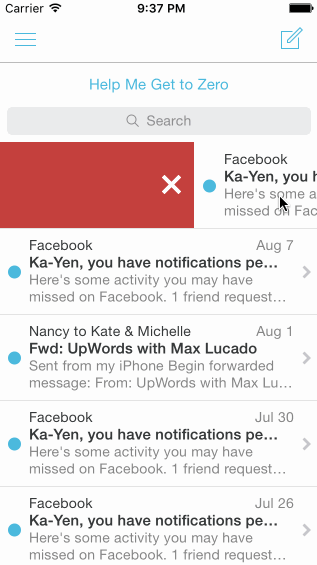 Carrier 9:37 PM
Help Me Get to Zero
Search
Facebook
Ka-Yen, you h
Here's some a
missed on Fac
Facebook Aug 7
Ka-Yen, you have notifications pe...
Here's some activity you may have
missed on Facebook. 1 friend request...
Nancy to Kate & Michelle Aug 1
Fwd: UpWords with Max Lucado
Sent from my iPhone Begin forwarded
message: From: UpWords with Max Lu...
Facebook Jul 30
Ka-Yen, you have notifications pe...
Here's some activity you may have
missed on Facebook. 1 friend request...
Facebook Jul 26
Ka-Yen, you have notifications pe...
Here's some activity you may have
missed on Facebook. 1 friend request...